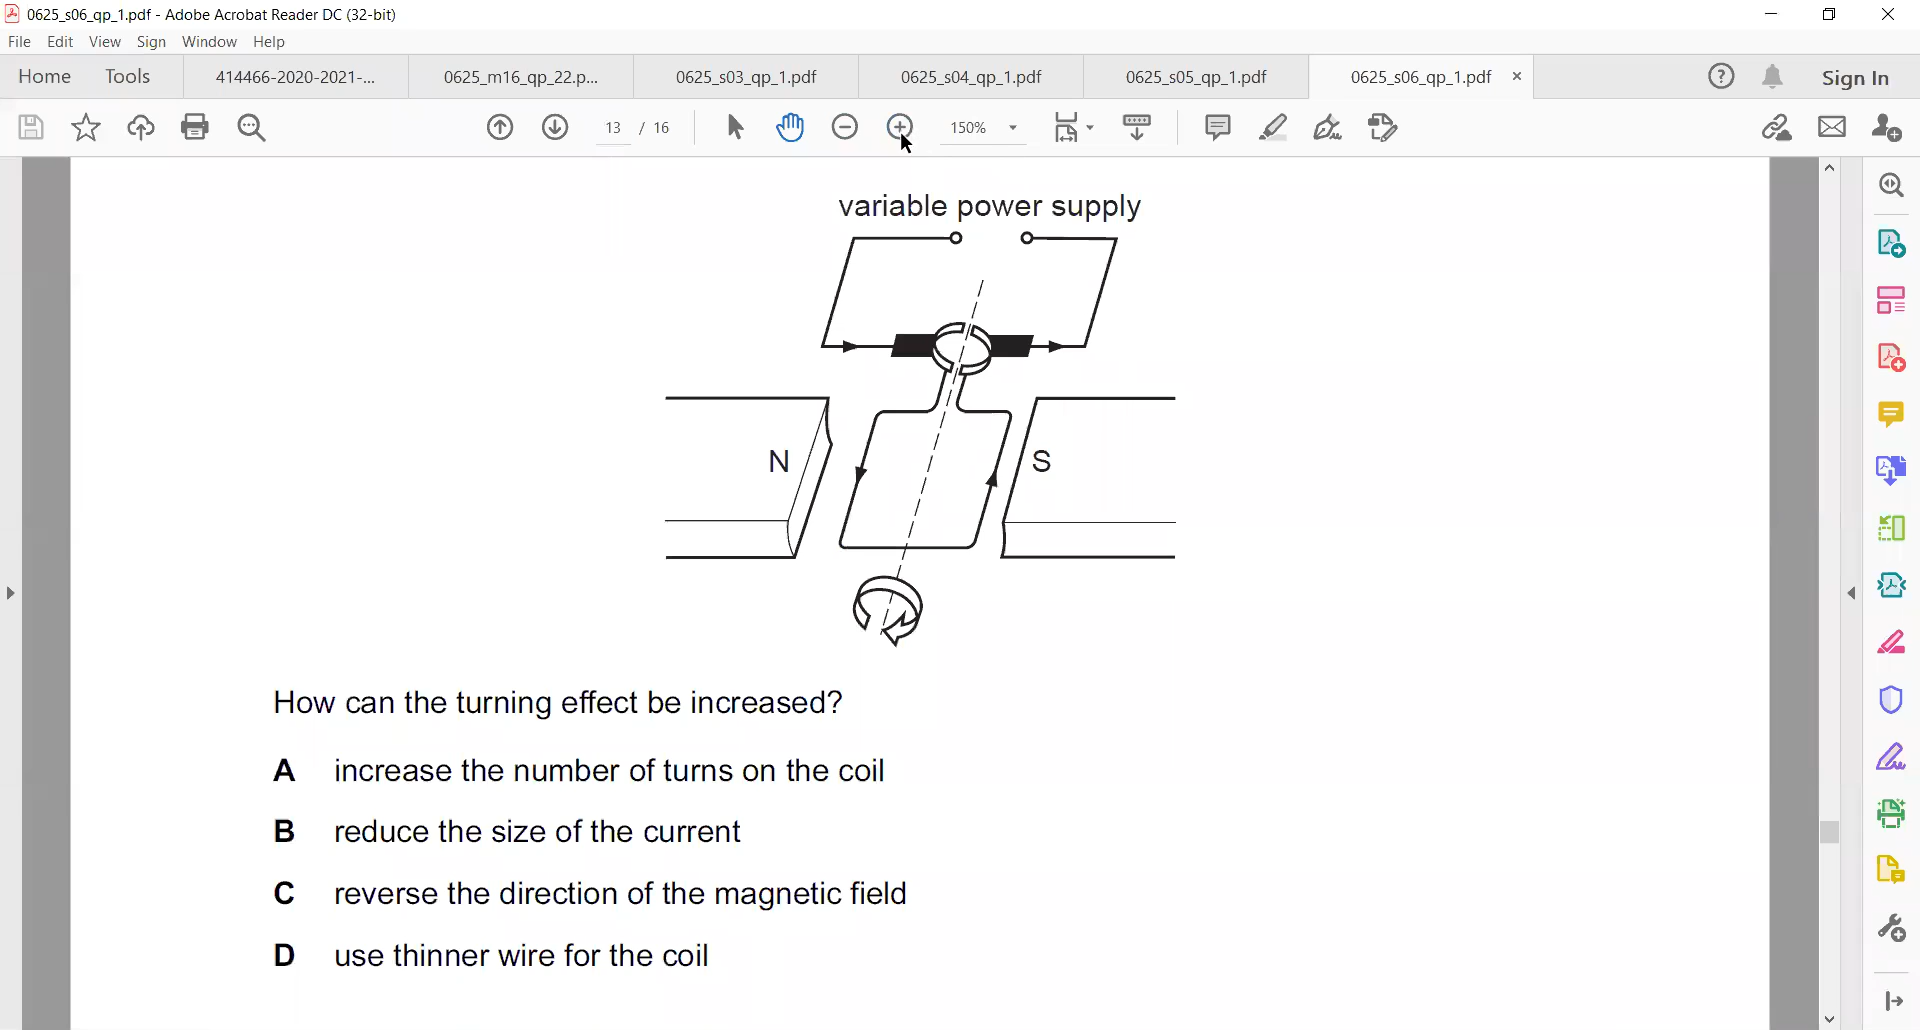 0625_s06_qp_1.pdf - Adobe Acrobat Reader DC (32-bit)
File Edit View Sign Window Help
Home Tools 414466-2020-2021-... 0625_m16_qp_22.p... 0625_s03_qp_1.pdf 0625_s04_qp_1.pdf 0625_s05_qp_1.pdf 0625_s06_qp_1.pdf × Sign In
13 / 16 150%
variable power supply
N S
How can the turning effect be increased?
A increase the number of turns on the coil
B reduce the size of the current
C reverse the direction of the magnetic field
D use thinner wire for the coil